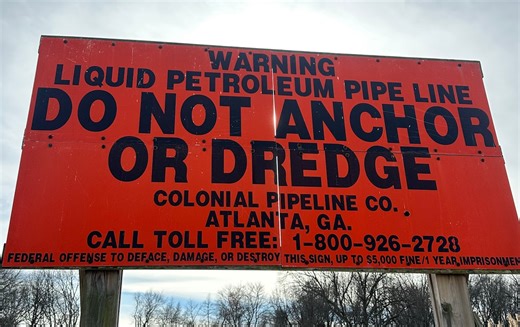 WARNING
LIQUID PETROLEUM PIPE LINE
DO NOT ANCHOR
OR DREDGE
COLONIAL PIPELINE CO.
ATLANTA, GA.
CALL TOLL FREE: 1-800-926-2728
FEDERAL OFFENSE TO DEFACE, DAMAGE, OR DESTROY THIS SIGN, UP TO $5,000 FINE/1 YEAR IMPRISONMENT